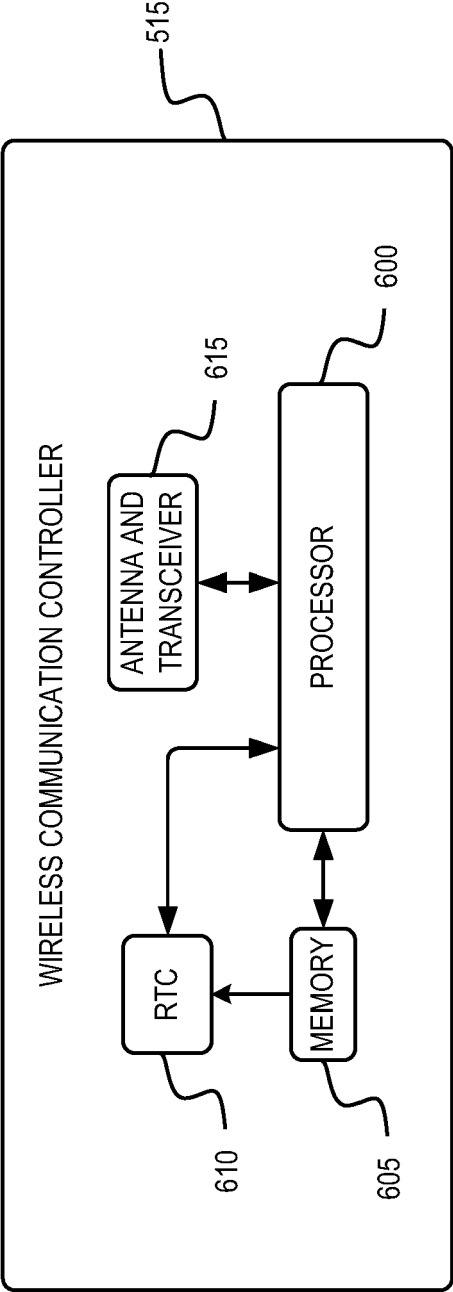 515
WIRELESS COMMUNICATION CONTROLLER
615
ANTENNA AND
TRANSCEIVER
RTC
610
600
PROCESSOR
MEMORY
605